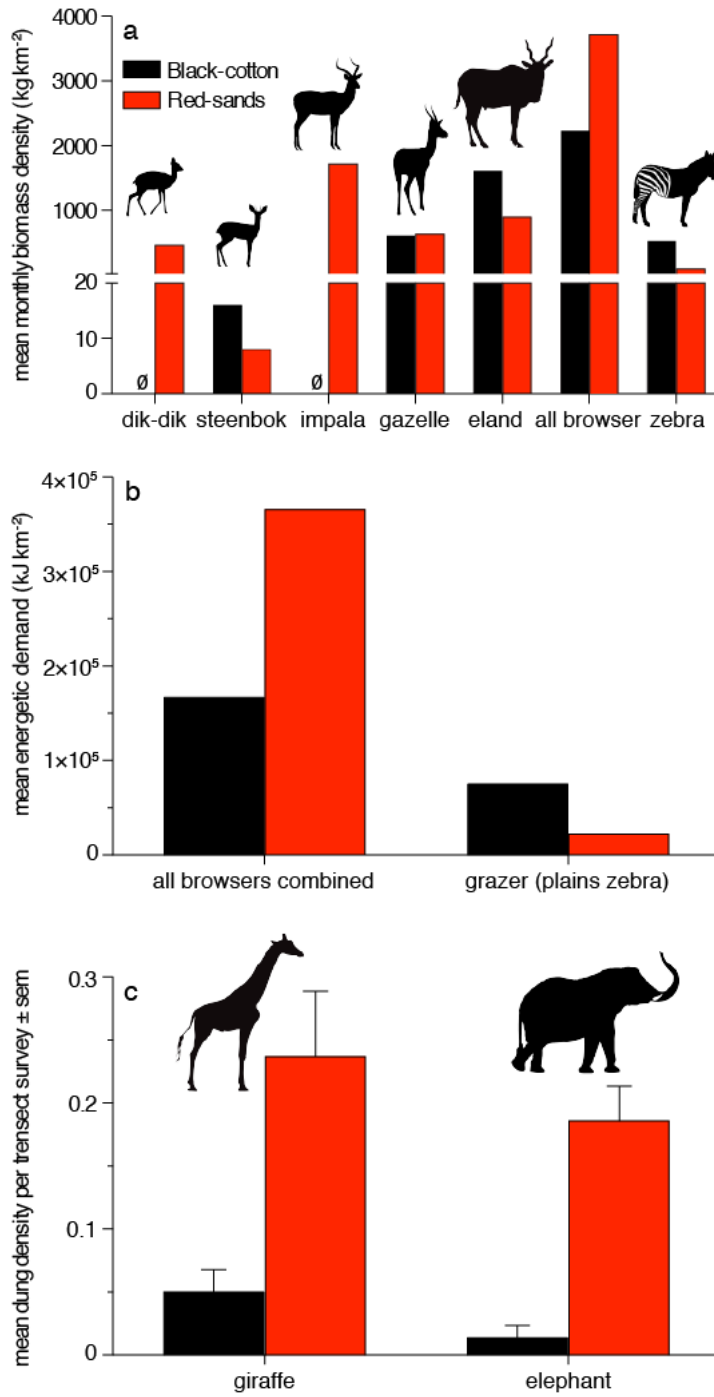 a
Black-cotton
Red-sands
mean monthly biomass density (kg km⁻²)
4000
3000
2000
1000
20
10
0
ø
ø
dik-dik steenbok impala gazelle eland all browser zebra
b
mean energetic demand (kJ km⁻²)
4×10⁵
3×10⁵
2×10⁵
1×10⁵
0
all browsers combined grazer (plains zebra)
c
mean dung density per trensect survey ± sem
0.3
0.2
0.1
0
giraffe elephant